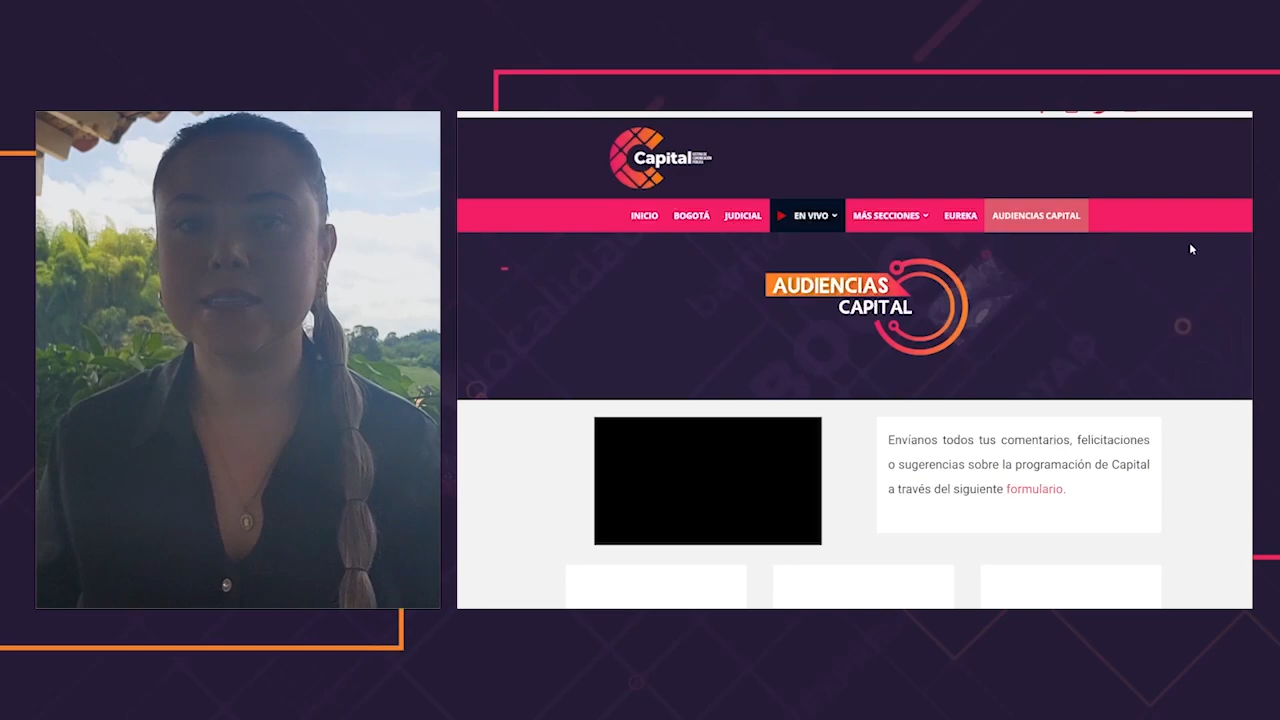 Capital
INICIO BOGOTÁ JUDICIAL EN VIVO MÁS SECCIONES EUREKA AUDIENCIAS CAPITAL
AUDIENCIAS
CAPITAL
Envíanos todos tus comentarios, felicitaciones
o sugerencias sobre la programación de Capital
a través del siguiente formulario.